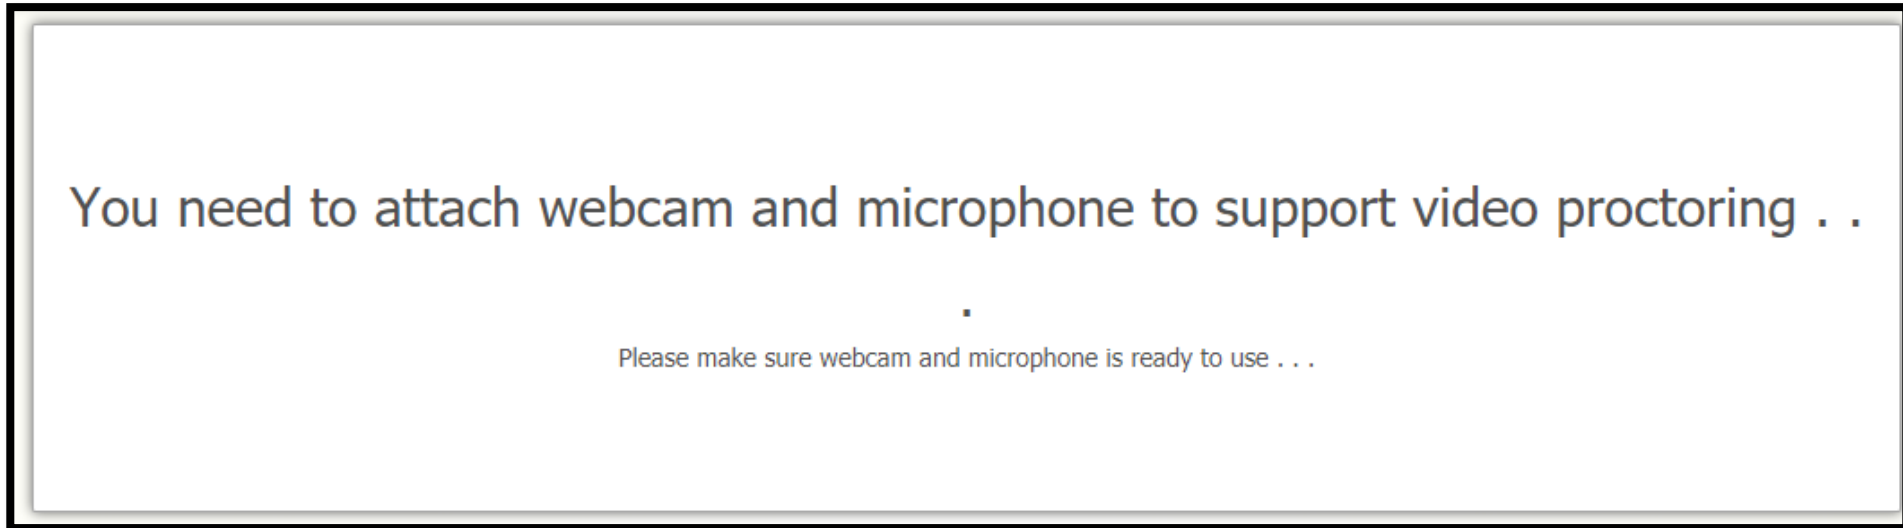 You need to attach webcam and microphone to support video proctoring . .
.
Please make sure webcam and microphone is ready to use . . .